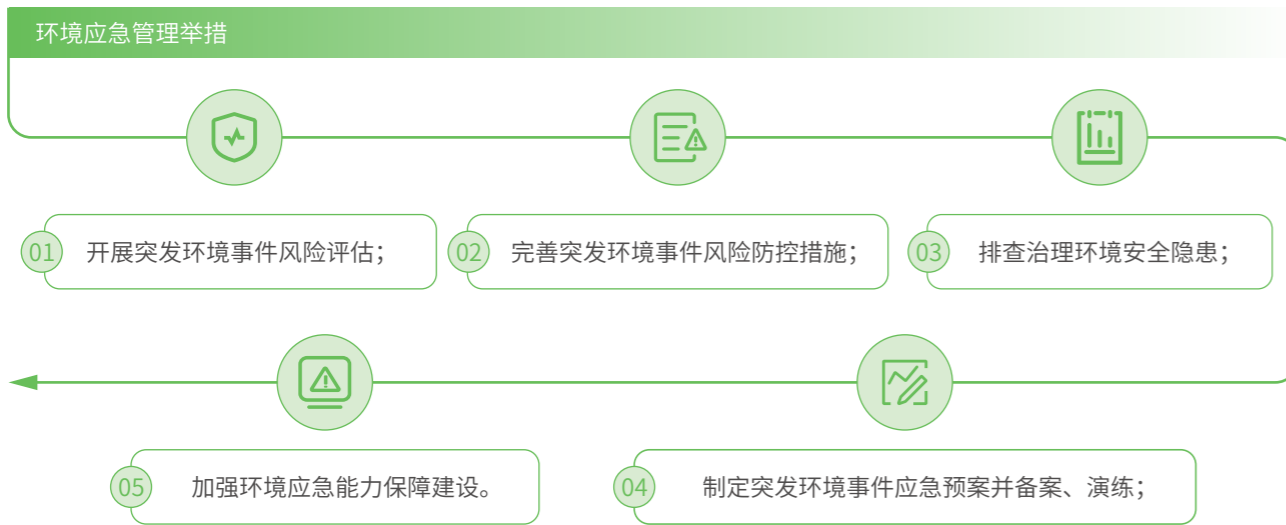 环境应急管理举措
01 开展突发环境事件风险评估；
02 完善突发环境事件风险防控措施；
03 排查治理环境安全隐患；
04 制定突发环境事件应急预案并备案、演练；
05 加强环境应急能力保障建设。